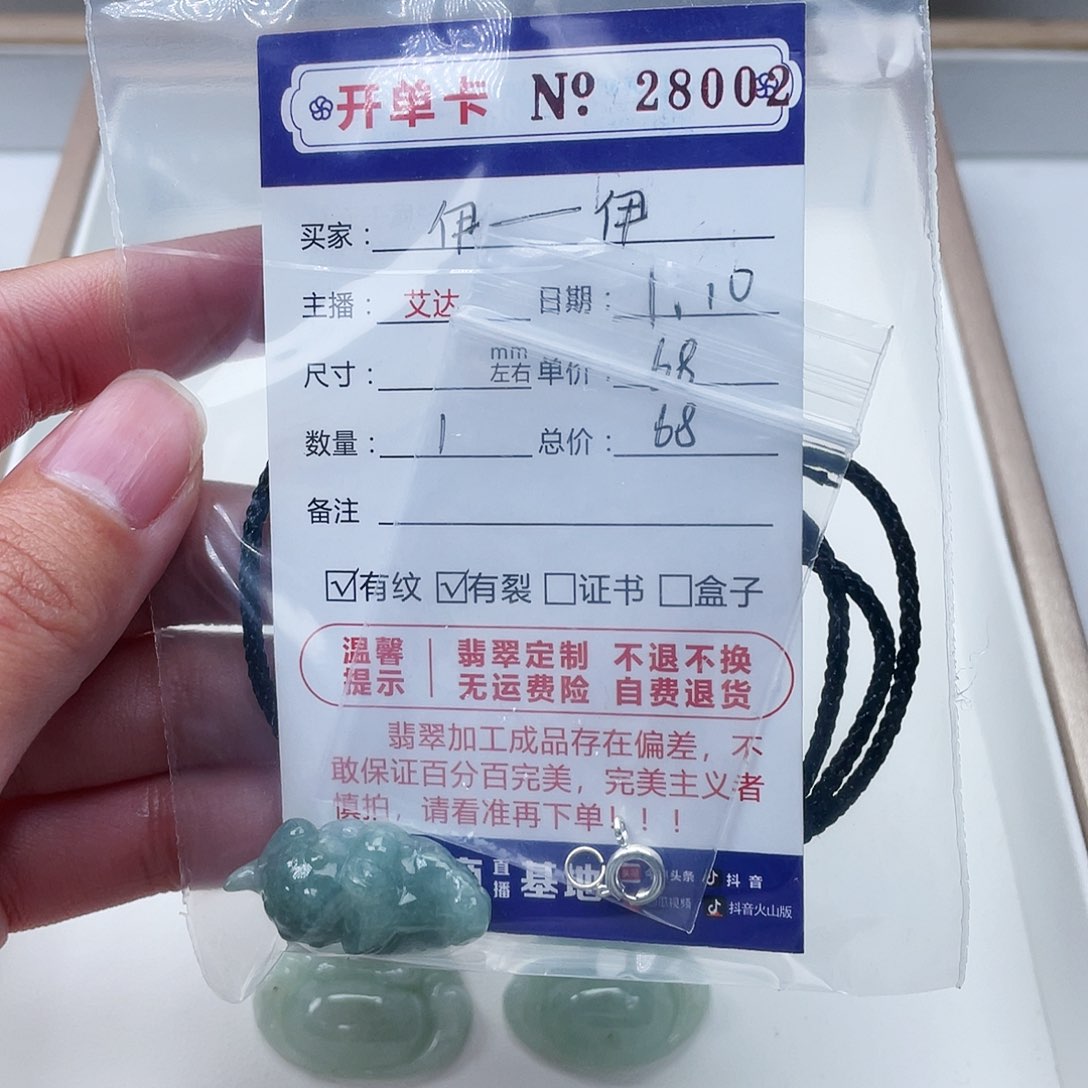 开单卡 Nº 28002
买家：伊一伊
主播：艾达 日期：1.10
尺寸： mm左右 单价：68
数量：1 总价：68
备注
☑有纹 ☑有裂 □证书 □盒子
温馨提示
翡翠定制 不退不换
无运费险 自费退货
翡翠加工成品存在偏差，不
敢保证百分百完美，完美主义者
慎拍，请看准再下单！！！
直播
基地
头条 抖音
视频 抖音火山版